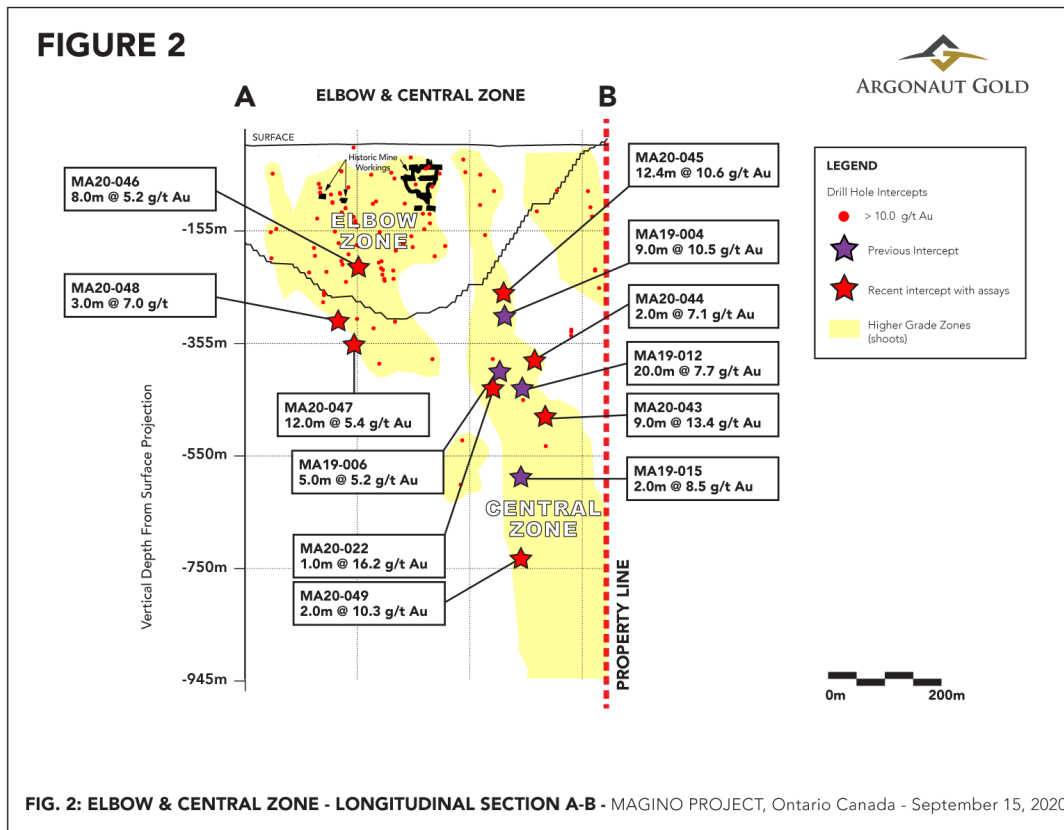 FIGURE 2
ARGONAUT GOLD
A
ELBOW & CENTRAL ZONE
B
SURFACE
Historic Mine
Workings
ELBOW
ZONE
CENTRAL
ZONE
MA20-046
8.0m @ 5.2 g/t Au
MA20-048
3.0m @ 7.0 g/t
MA20-047
12.0m @ 5.4 g/t Au
MA19-006
5.0m @ 5.2 g/t Au
MA20-022
1.0m @ 16.2 g/t Au
MA20-049
2.0m @ 10.3 g/t Au
MA20-045
12.4m @ 10.6 g/t Au
MA19-004
9.0m @ 10.5 g/t Au
MA20-044
2.0m @ 7.1 g/t Au
MA19-012
20.0m @ 7.7 g/t Au
MA20-043
9.0m @ 13.4 g/t Au
MA19-015
2.0m @ 8.5 g/t Au
-155m
-355m
-550m
-750m
-945m
Vertical Depth From Surface Projection
PROPERTY LINE
LEGEND
Drill Hole Intercepts
> 10.0 g/t Au
Previous Intercept
Recent intercept with assays
Higher Grade Zones
(shoots)
0m 200m
FIG. 2: ELBOW & CENTRAL ZONE - LONGITUDINAL SECTION A-B - MAGINO PROJECT, Ontario Canada - September 15, 2020